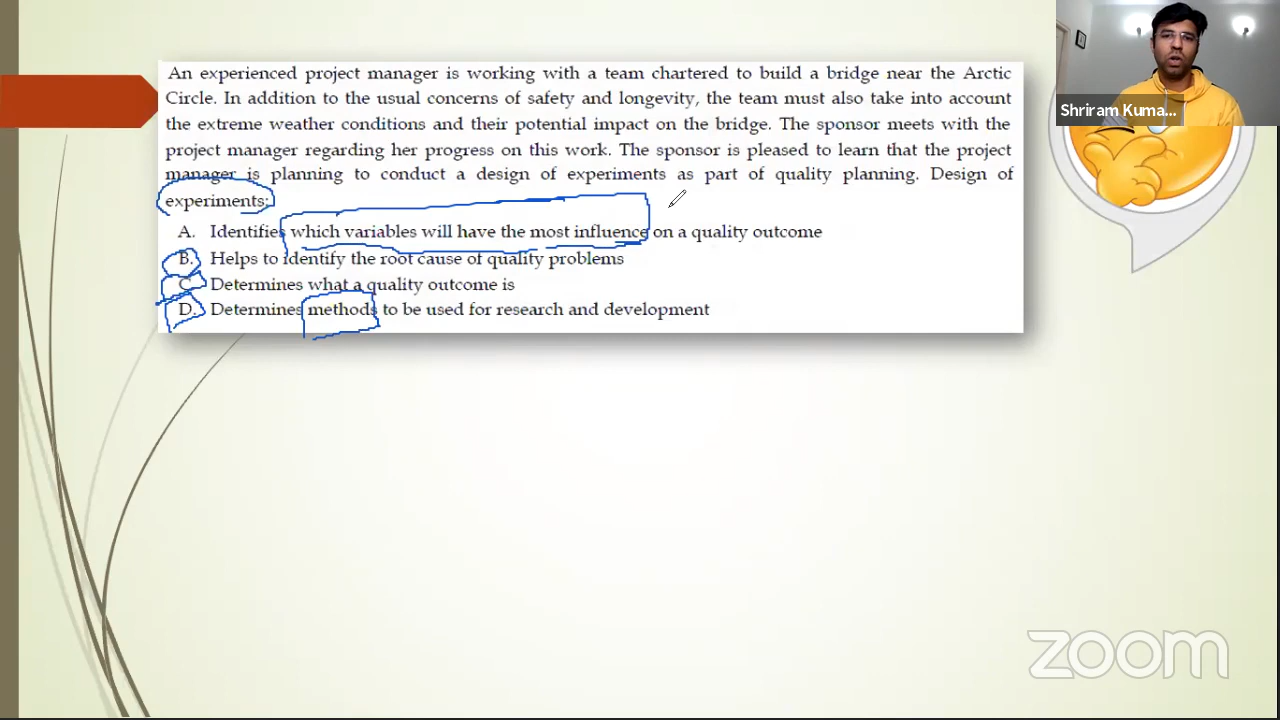 An experienced project manager is working with a team chartered to build a bridge near the Arctic
Circle. In addition to the usual concerns of safety and longevity, the team must also take into account
the extreme weather conditions and their potential impact on the bridge. The sponsor meets with the
project manager regarding her progress on this work. The sponsor is pleased to learn that the project
manager is planning to conduct a design of experiments as part of quality planning. Design of
experiments:
A. Identifies which variables will have the most influence on a quality outcome
B. Helps to identify the root cause of quality problems
C. Determines what a quality outcome is
D. Determines methods to be used for research and development
Shriram Kuma...
zoom